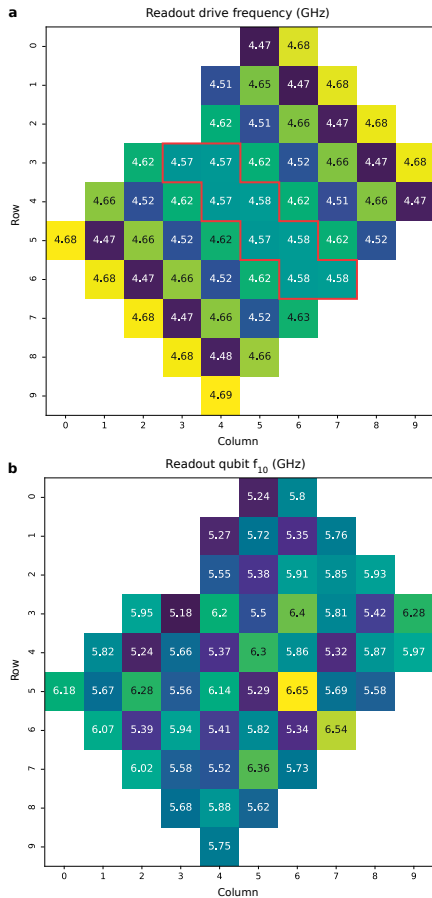 a
Readout drive frequency (GHz)
0 4.47 4.68
1 4.51 4.65 4.47 4.68
2 4.62 4.51 4.66 4.47 4.68
3 4.62 4.57 4.57 4.62 4.52 4.66 4.47 4.68
4 4.66 4.52 4.62 4.57 4.58 4.62 4.51 4.66 4.47
5 4.68 4.47 4.66 4.52 4.62 4.57 4.58 4.62 4.52
6 4.68 4.47 4.66 4.52 4.62 4.58 4.58
7 4.68 4.47 4.66 4.52 4.63
8 4.68 4.48 4.66
9 4.69
Row
0 1 2 3 4 5 6 7 8 9
Column
b
Readout qubit f10 (GHz)
0 5.24 5.8
1 5.27 5.72 5.35 5.76
2 5.55 5.38 5.91 5.85 5.93
3 5.95 5.18 6.2 5.5 6.4 5.81 5.42 6.28
4 5.82 5.24 5.66 5.37 6.3 5.86 5.32 5.87 5.97
5 6.18 5.67 6.28 5.56 6.14 5.29 6.65 5.69 5.58
6 6.07 5.39 5.94 5.41 5.82 5.34 6.54
7 6.02 5.58 5.52 6.36 5.73
8 5.68 5.88 5.62
9 5.75
Row
0 1 2 3 4 5 6 7 8 9
Column